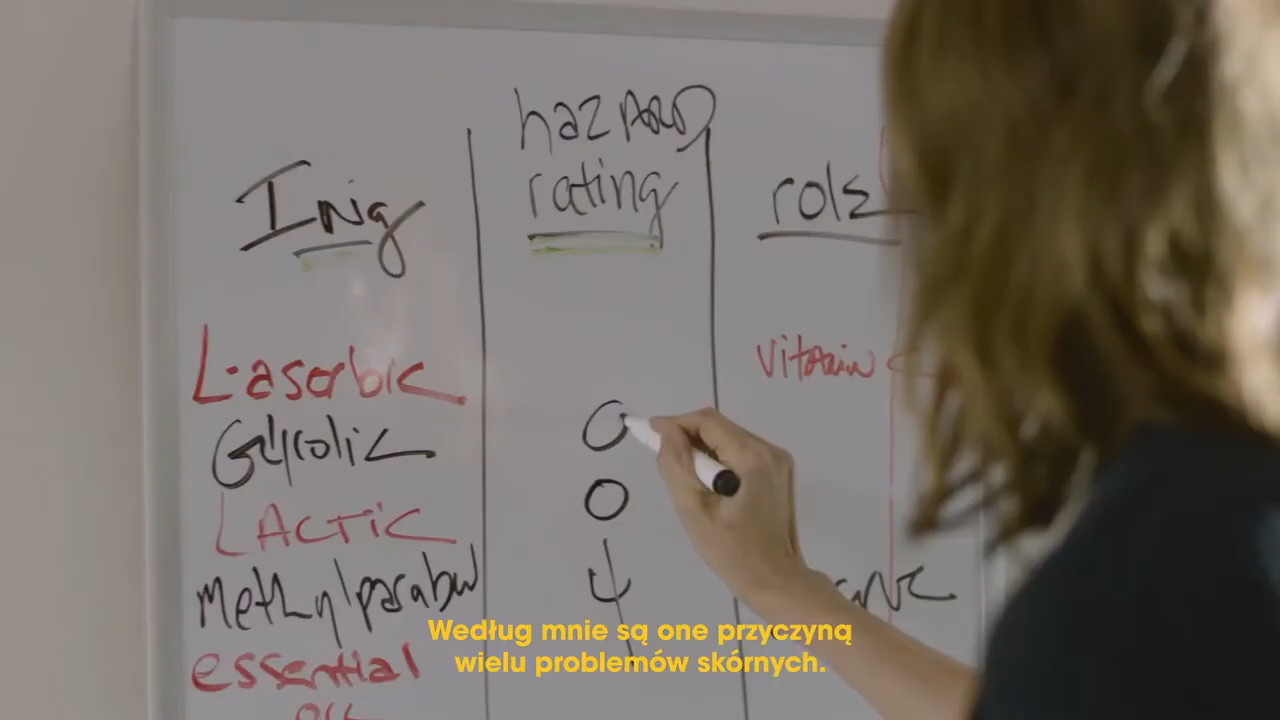 hazARD
rating
Ing
role
L-ascrbic
vitamin C
Glycolic
0
LACTIC
0
Methylparaben
4
essential
Według mnie są one przyczyną
wielu problemów skórnych.